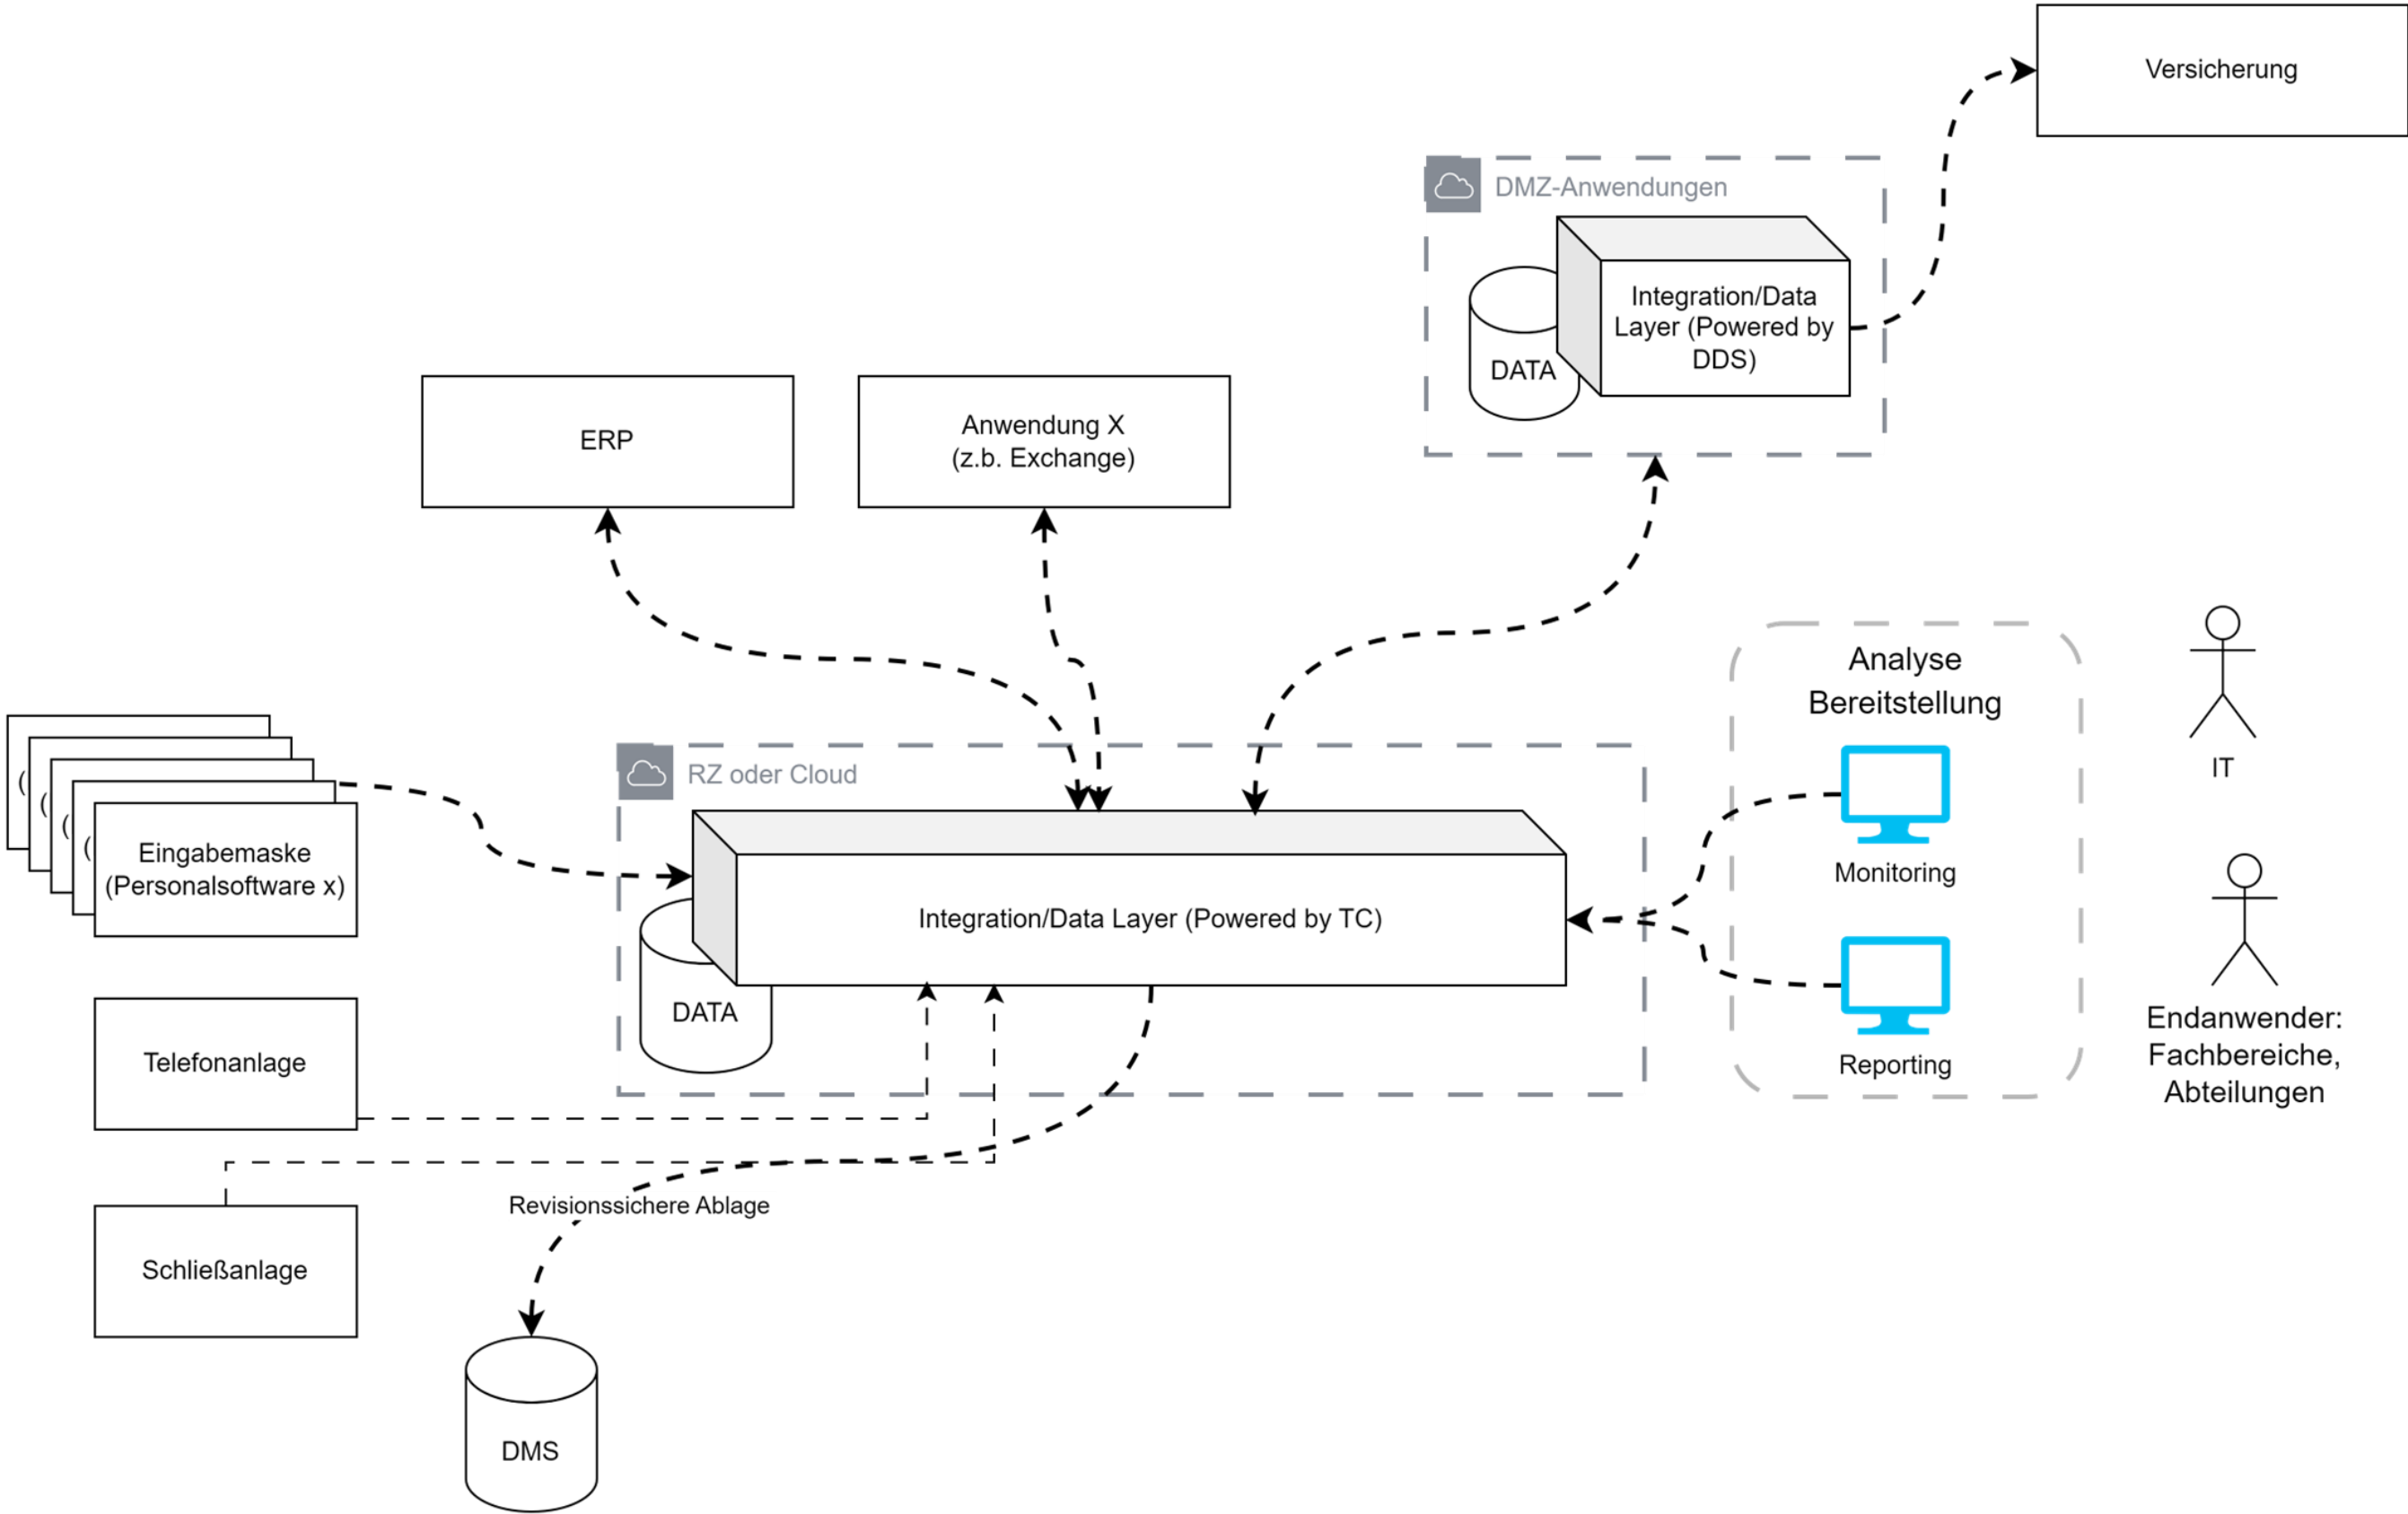 Versicherung
DMZ-Anwendungen
Integration/Data
Layer (Powered by
DDS)
DATA
ERP
Anwendung X
(z.b. Exchange)
Analyse
Bereitstellung
IT
RZ oder Cloud
(
(
(
(
Eingabemaske
(Personalsoftware x)
Monitoring
Integration/Data Layer (Powered by TC)
DATA
Telefonanlage
Reporting
Endanwender:
Fachbereiche,
Abteilungen
Revisionssichere Ablage
Schließanlage
DMS